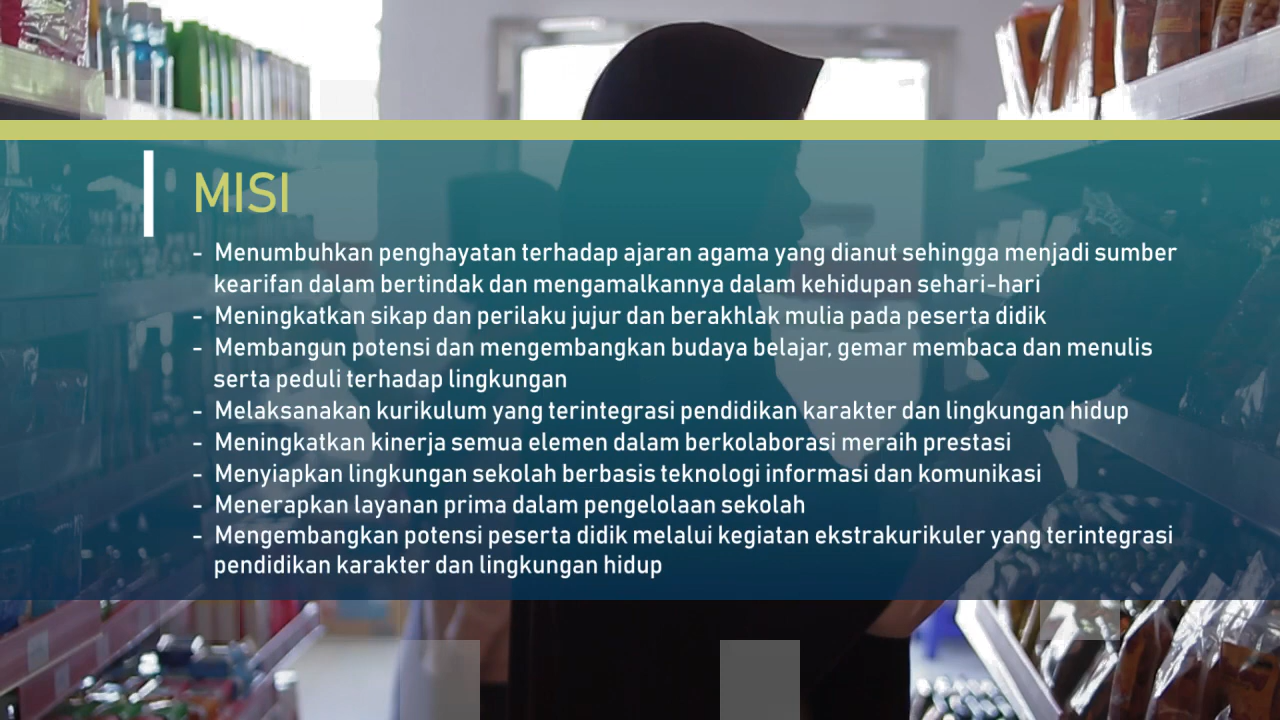 MISI
- Menumbuhkan penghayatan terhadap ajaran agama yang dianut sehingga menjadi sumber
kearifan dalam bertindak dan mengamalkannya dalam kehidupan sehari-hari
- Meningkatkan sikap dan perilaku jujur dan berakhlak mulia pada peserta didik
- Membangun potensi dan mengembangkan budaya belajar, gemar membaca dan menulis
serta peduli terhadap lingkungan
- Melaksanakan kurikulum yang terintegrasi pendidikan karakter dan lingkungan hidup
- Meningkatkan kinerja semua elemen dalam berkolaborasi meraih prestasi
- Menyiapkan lingkungan sekolah berbasis teknologi informasi dan komunikasi
- Menerapkan layanan prima dalam pengelolaan sekolah
- Mengembangkan potensi peserta didik melalui kegiatan ekstrakurikuler yang terintegrasi
pendidikan karakter dan lingkungan hidup